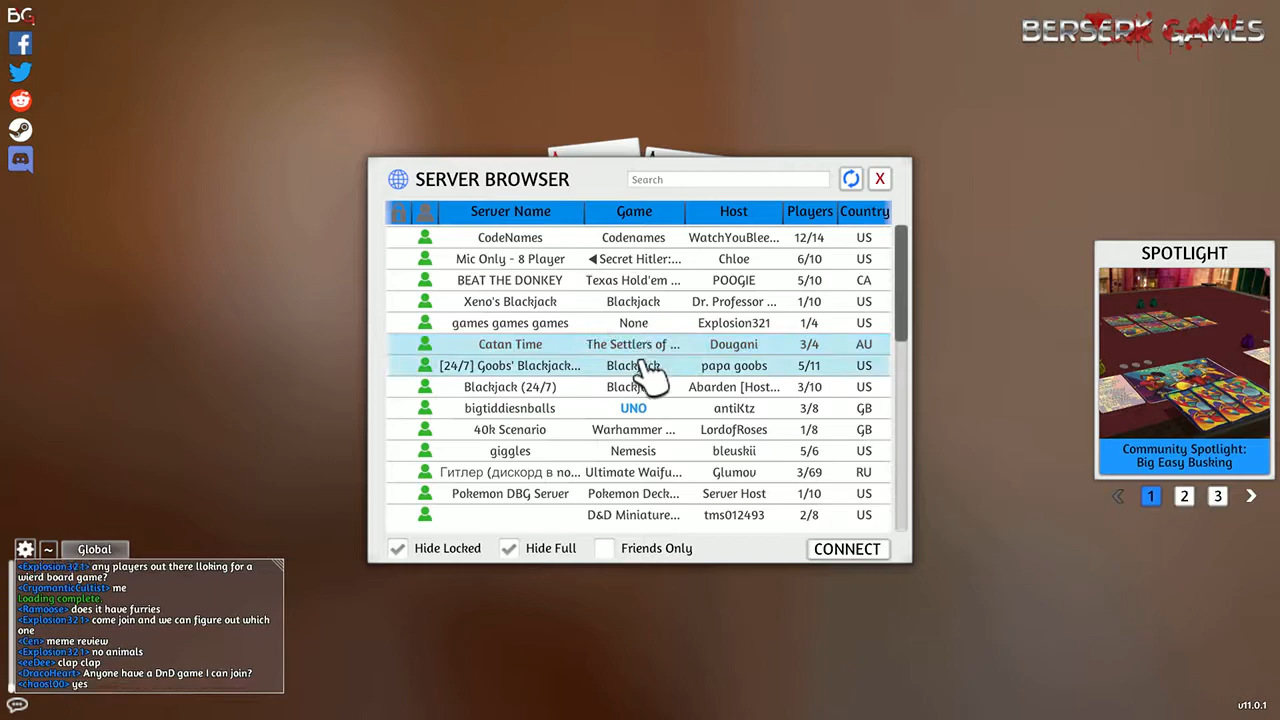 BG
BERSERK GAMES
SERVER BROWSER
Search
X
Server Name Game Host Players Country
CodeNames Codenames WatchYouBlee... 12/14 US
Mic Only - 8 Player ◀Secret Hitler:... Chloe 6/10 US
BEAT THE DONKEY Texas Hold'em ... POOGIE 5/10 CA
Xeno's Blackjack Blackjack Dr. Professor ... 1/10 US
games games games None Explosion321 1/4 US
Catan Time The Settlers of ... Dougani 3/4 AU
[24/7] Goobs' Blackjack... papa goobs 5/11 US
Blackjack (24/7) Abarden [Host... 3/10 US
bigtiddiesnballs UNO antiKtz 3/8 GB
40k Scenario Warhammer ... LordofRoses 1/8 GB
giggles Nemesis bleuskii 5/6 US
Гитлер (дискорд в по... Ultimate Waifu... Glumov 3/69 RU
Pokemon DBG Server Pokemon Deck... Server Host 1/10 US
D&D Miniature... tms012493 2/8 GB
Hide Locked Hide Full Friends Only CONNECT
SPOTLIGHT
Community Spotlight:
Big Easy Busking
1 2 3
~ Global
<Explosion321> any players out there lloking for a
wierd board game?
<CryomanticCultist> me
Loading complete.
<Ramoose> does it have furries
<Explosion321> come join and we can figure out which
one
<Cen> meme review
<Explosion321> no animals
<eeDee> clap clap
<DracoHeart> Anyone have a DnD game I can join?
<chaosl00> yes
v11.0.1